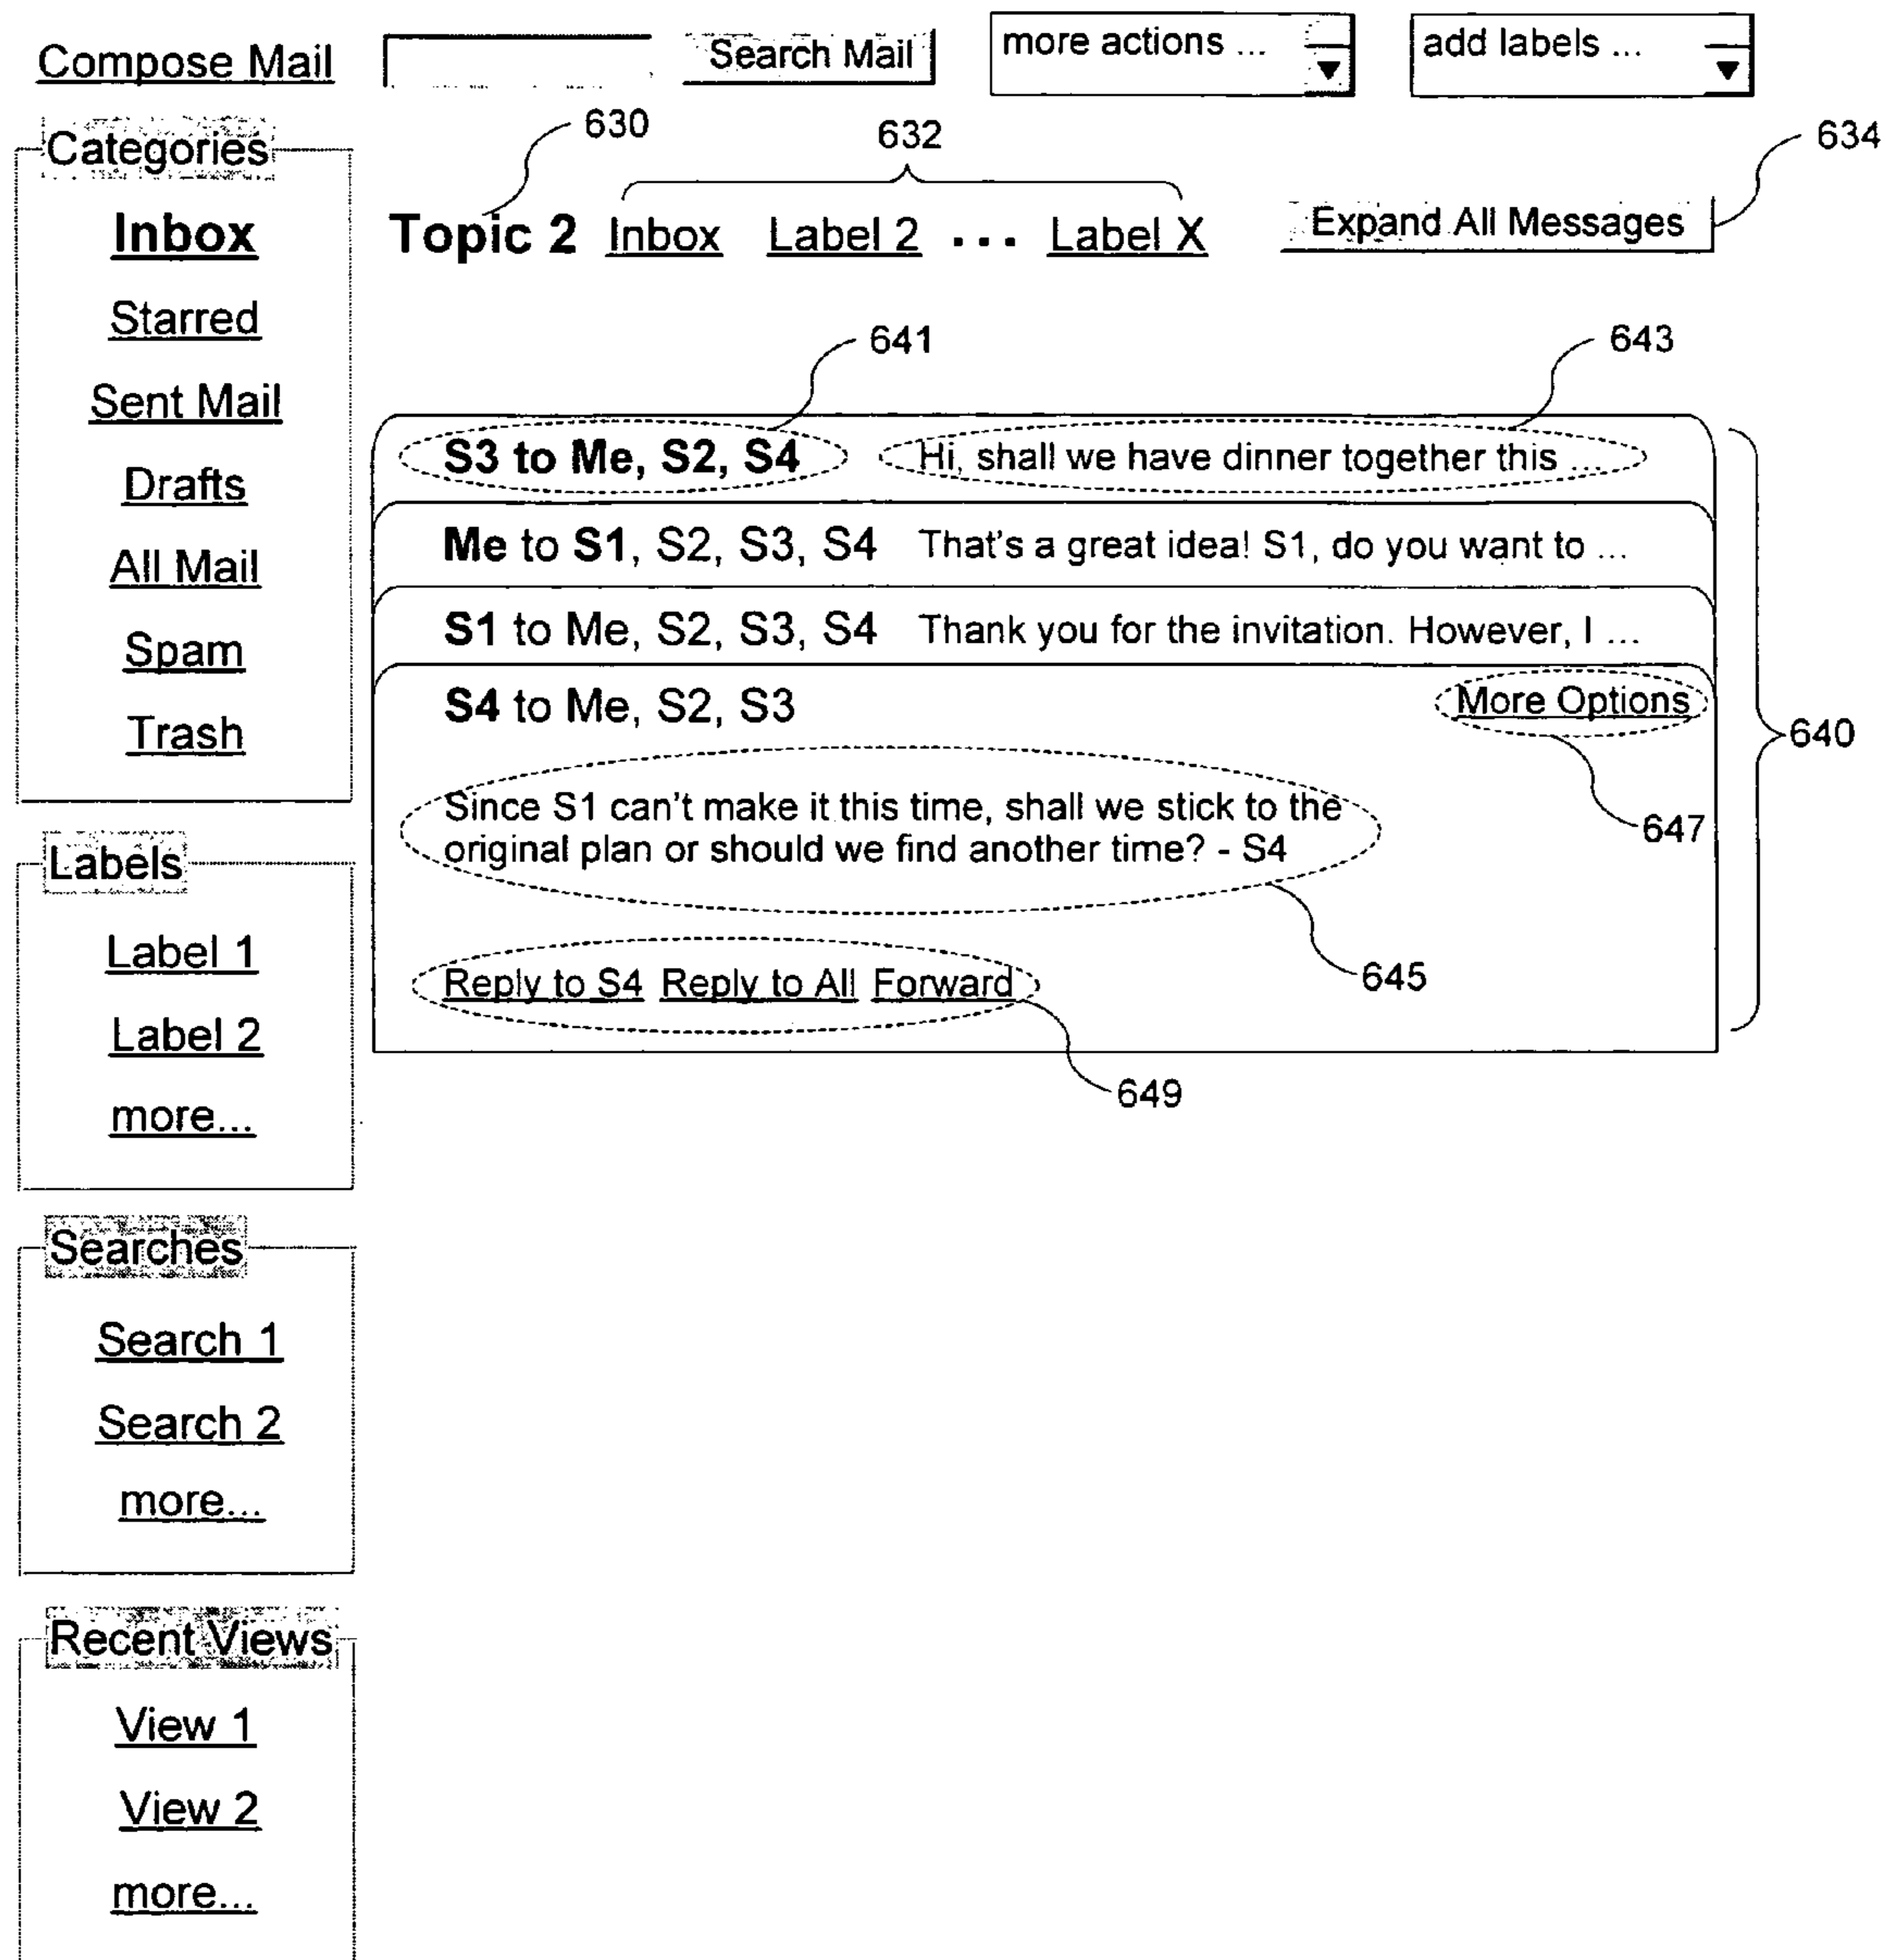 Compose Mail Search Mail more actions ... add labels ...
630 632 634
Categories
Topic 2 Inbox Label 2 ... Label X Expand All Messages
Inbox
Starred
Sent Mail
Drafts
All Mail
Spam
Trash
641 643
S3 to Me, S2, S4 Hi, shall we have dinner together this ...
Me to S1, S2, S3, S4 That's a great idea! S1, do you want to ...
S1 to Me, S2, S3, S4 Thank you for the invitation. However, I ...
S4 to Me, S2, S3 More Options
640
647
Since S1 can't make it this time, shall we stick to the
original plan or should we find another time? - S4
645
Reply to S4 Reply to All Forward
649
Labels
Label 1
Label 2
more...
Searches
Search 1
Search 2
more...
Recent Views
View 1
View 2
more...